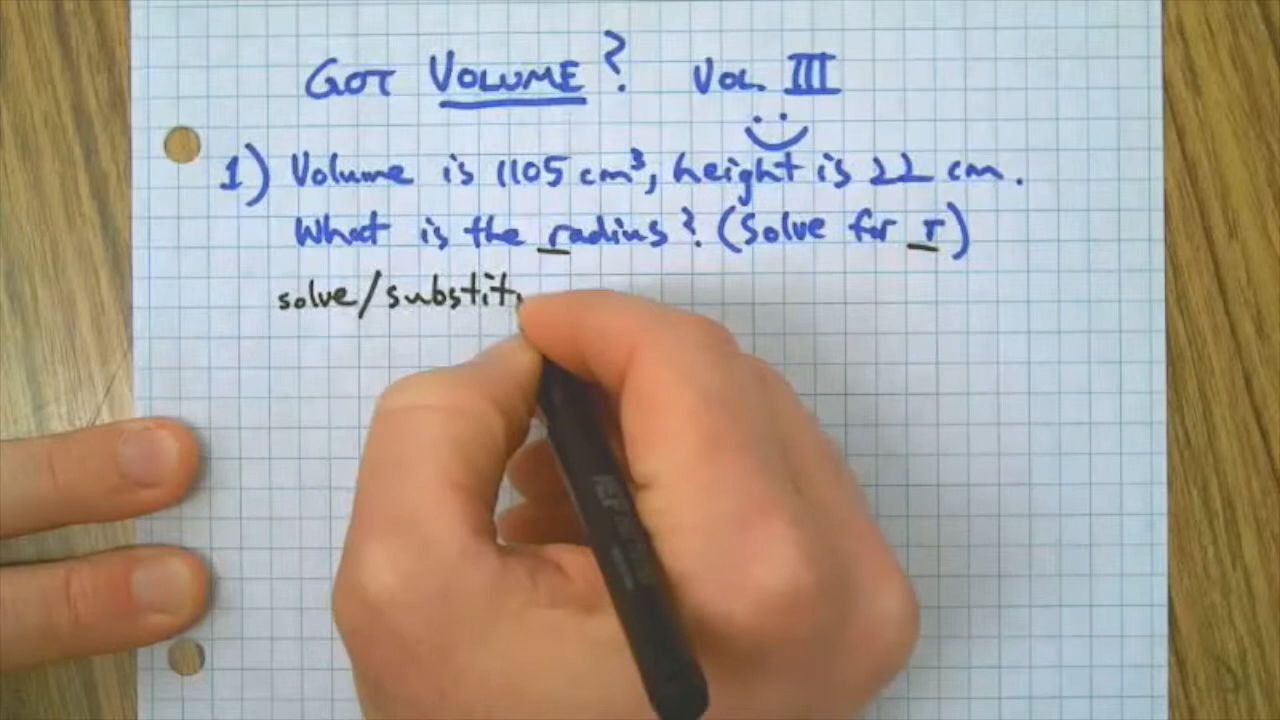 GOT VOLUME? VOL. III
1) Volume is 1105 cm³, height is 22 cm.
What is the radius? (Solve for r)
solve/substit